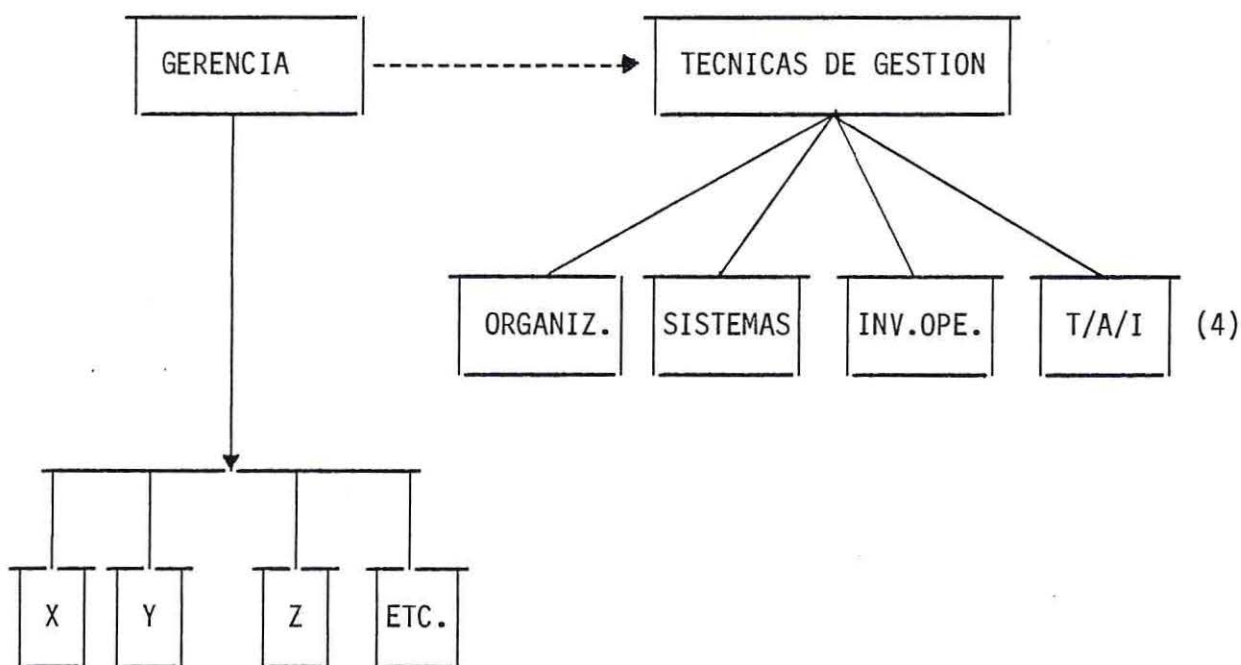 GERENCIA
TECNICAS DE GESTION
ORGANIZ.
SISTEMAS
INV.OPE.
T/A/I
(4)
X
Y
Z
ETC.